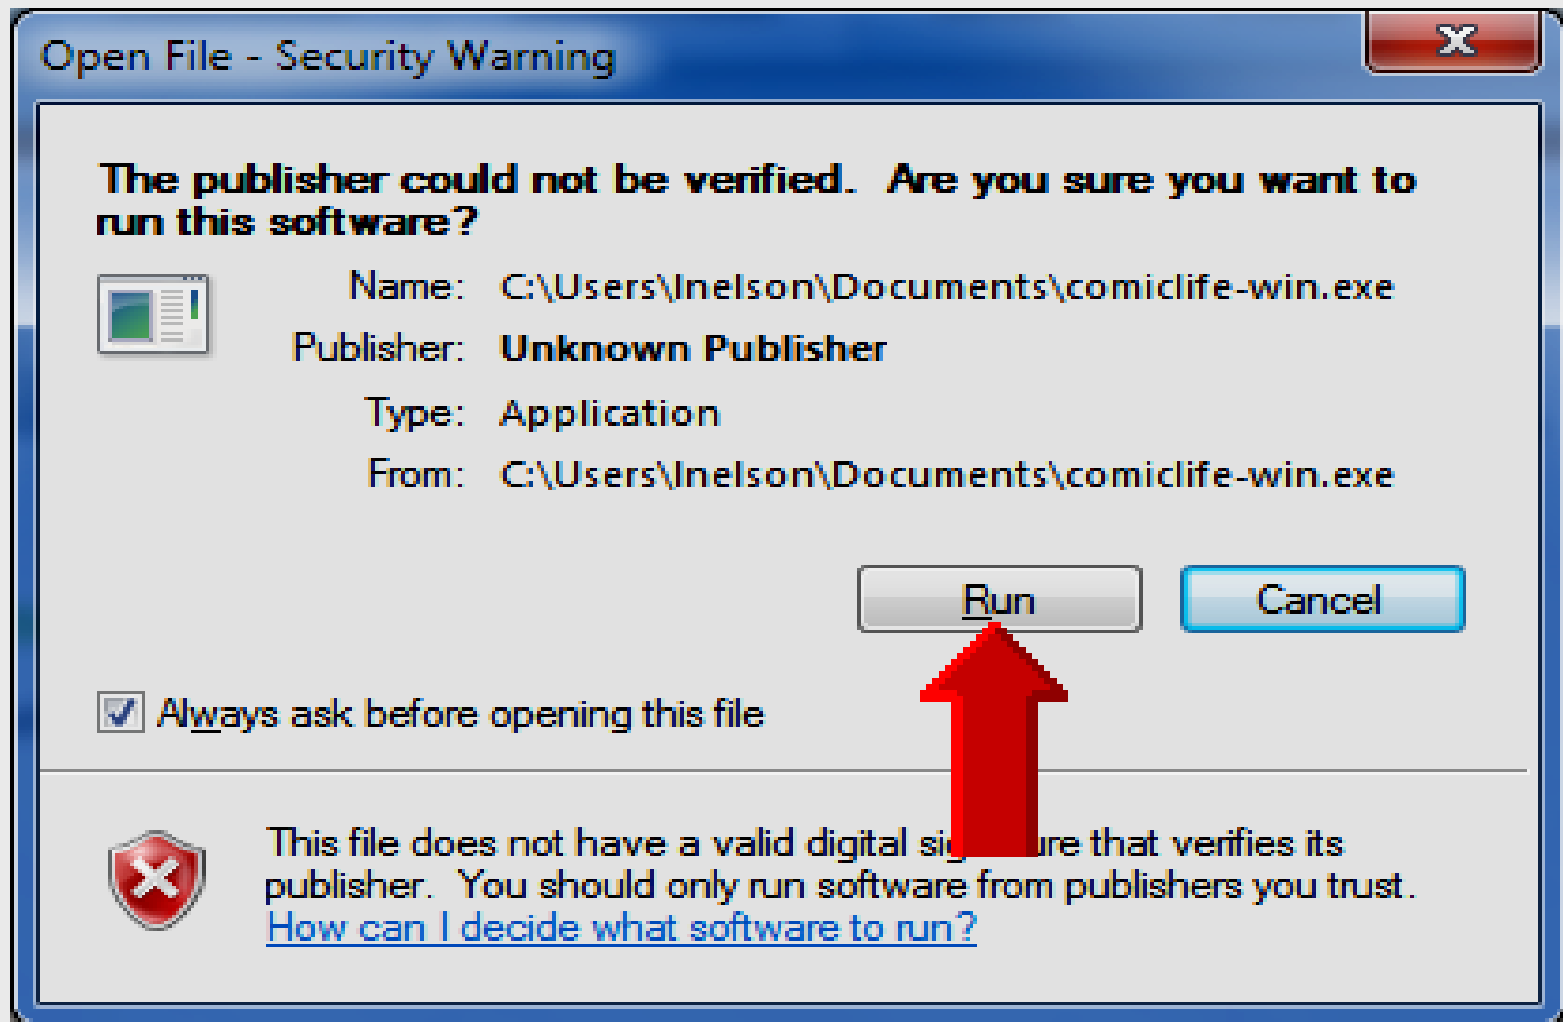 Open File - Security Warning
The publisher could not be verified. Are you sure you want to
run this software?
Name: C:\Users\lnelson\Documents\comiclife-win.exe
Publisher: Unknown Publisher
Type: Application
From: C:\Users\lnelson\Documents\comiclife-win.exe
Run Cancel
Always ask before opening this file
This file does not have a valid digital si ure that verifies its
publisher. You should only run software from publishers you trust.
How can I decide what software to run?